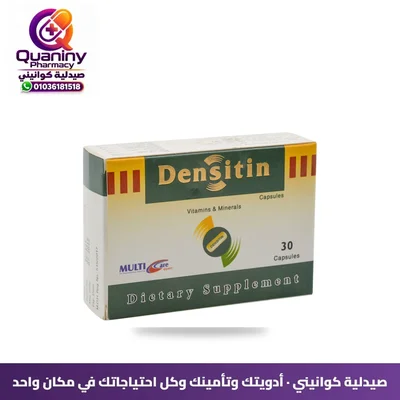 Quaniny
Pharmacy
صيدلية كوانيني
01036181518
Densitin
Capsules
Vitamins & Minerals
30
Capsules
MULTI Care
Dietary Supplement
صيدلية كوانيني - أدويتك وتأمينك وكل احتياجاتك في مكان واحد